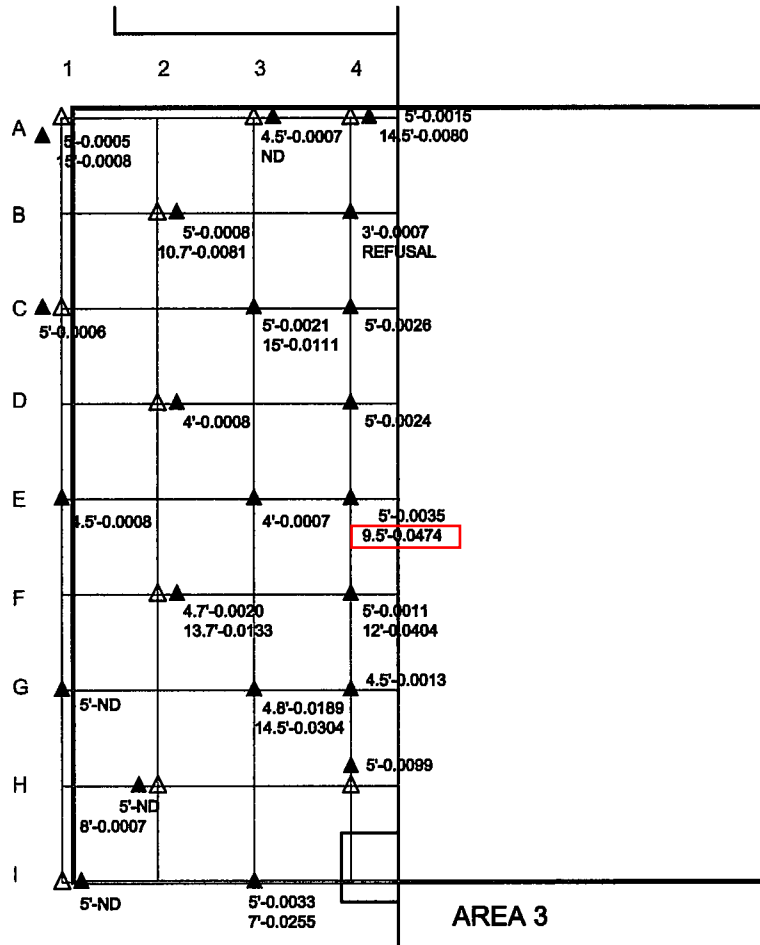 1 2 3 4
A
5-0.0005
15'-0.0008
4.5'-0.0007
ND
5'-0.0015
14.5'-0.0080
B
5'-0.0008
10.7'-0.0081
3'-0.0007
REFUSAL
C
5'-0.0006
5'-0.0021
15'-0.0111
5'-0.0026
D
4'-0.0008
5'-0.0024
E
4.5'-0.0008
4'-0.0007
5'-0.0035
9.5'-0.0474
F
4.7'-0.0020
13.7'-0.0133
5'-0.0011
12'-0.0404
G
5'-ND
4.8'-0.0189
14.5'-0.0304
4.5'-0.0013
H
5'-ND
8'-0.0007
5'-0.0099
I
5'-ND
5'-0.0033
7'-0.0255
AREA 3